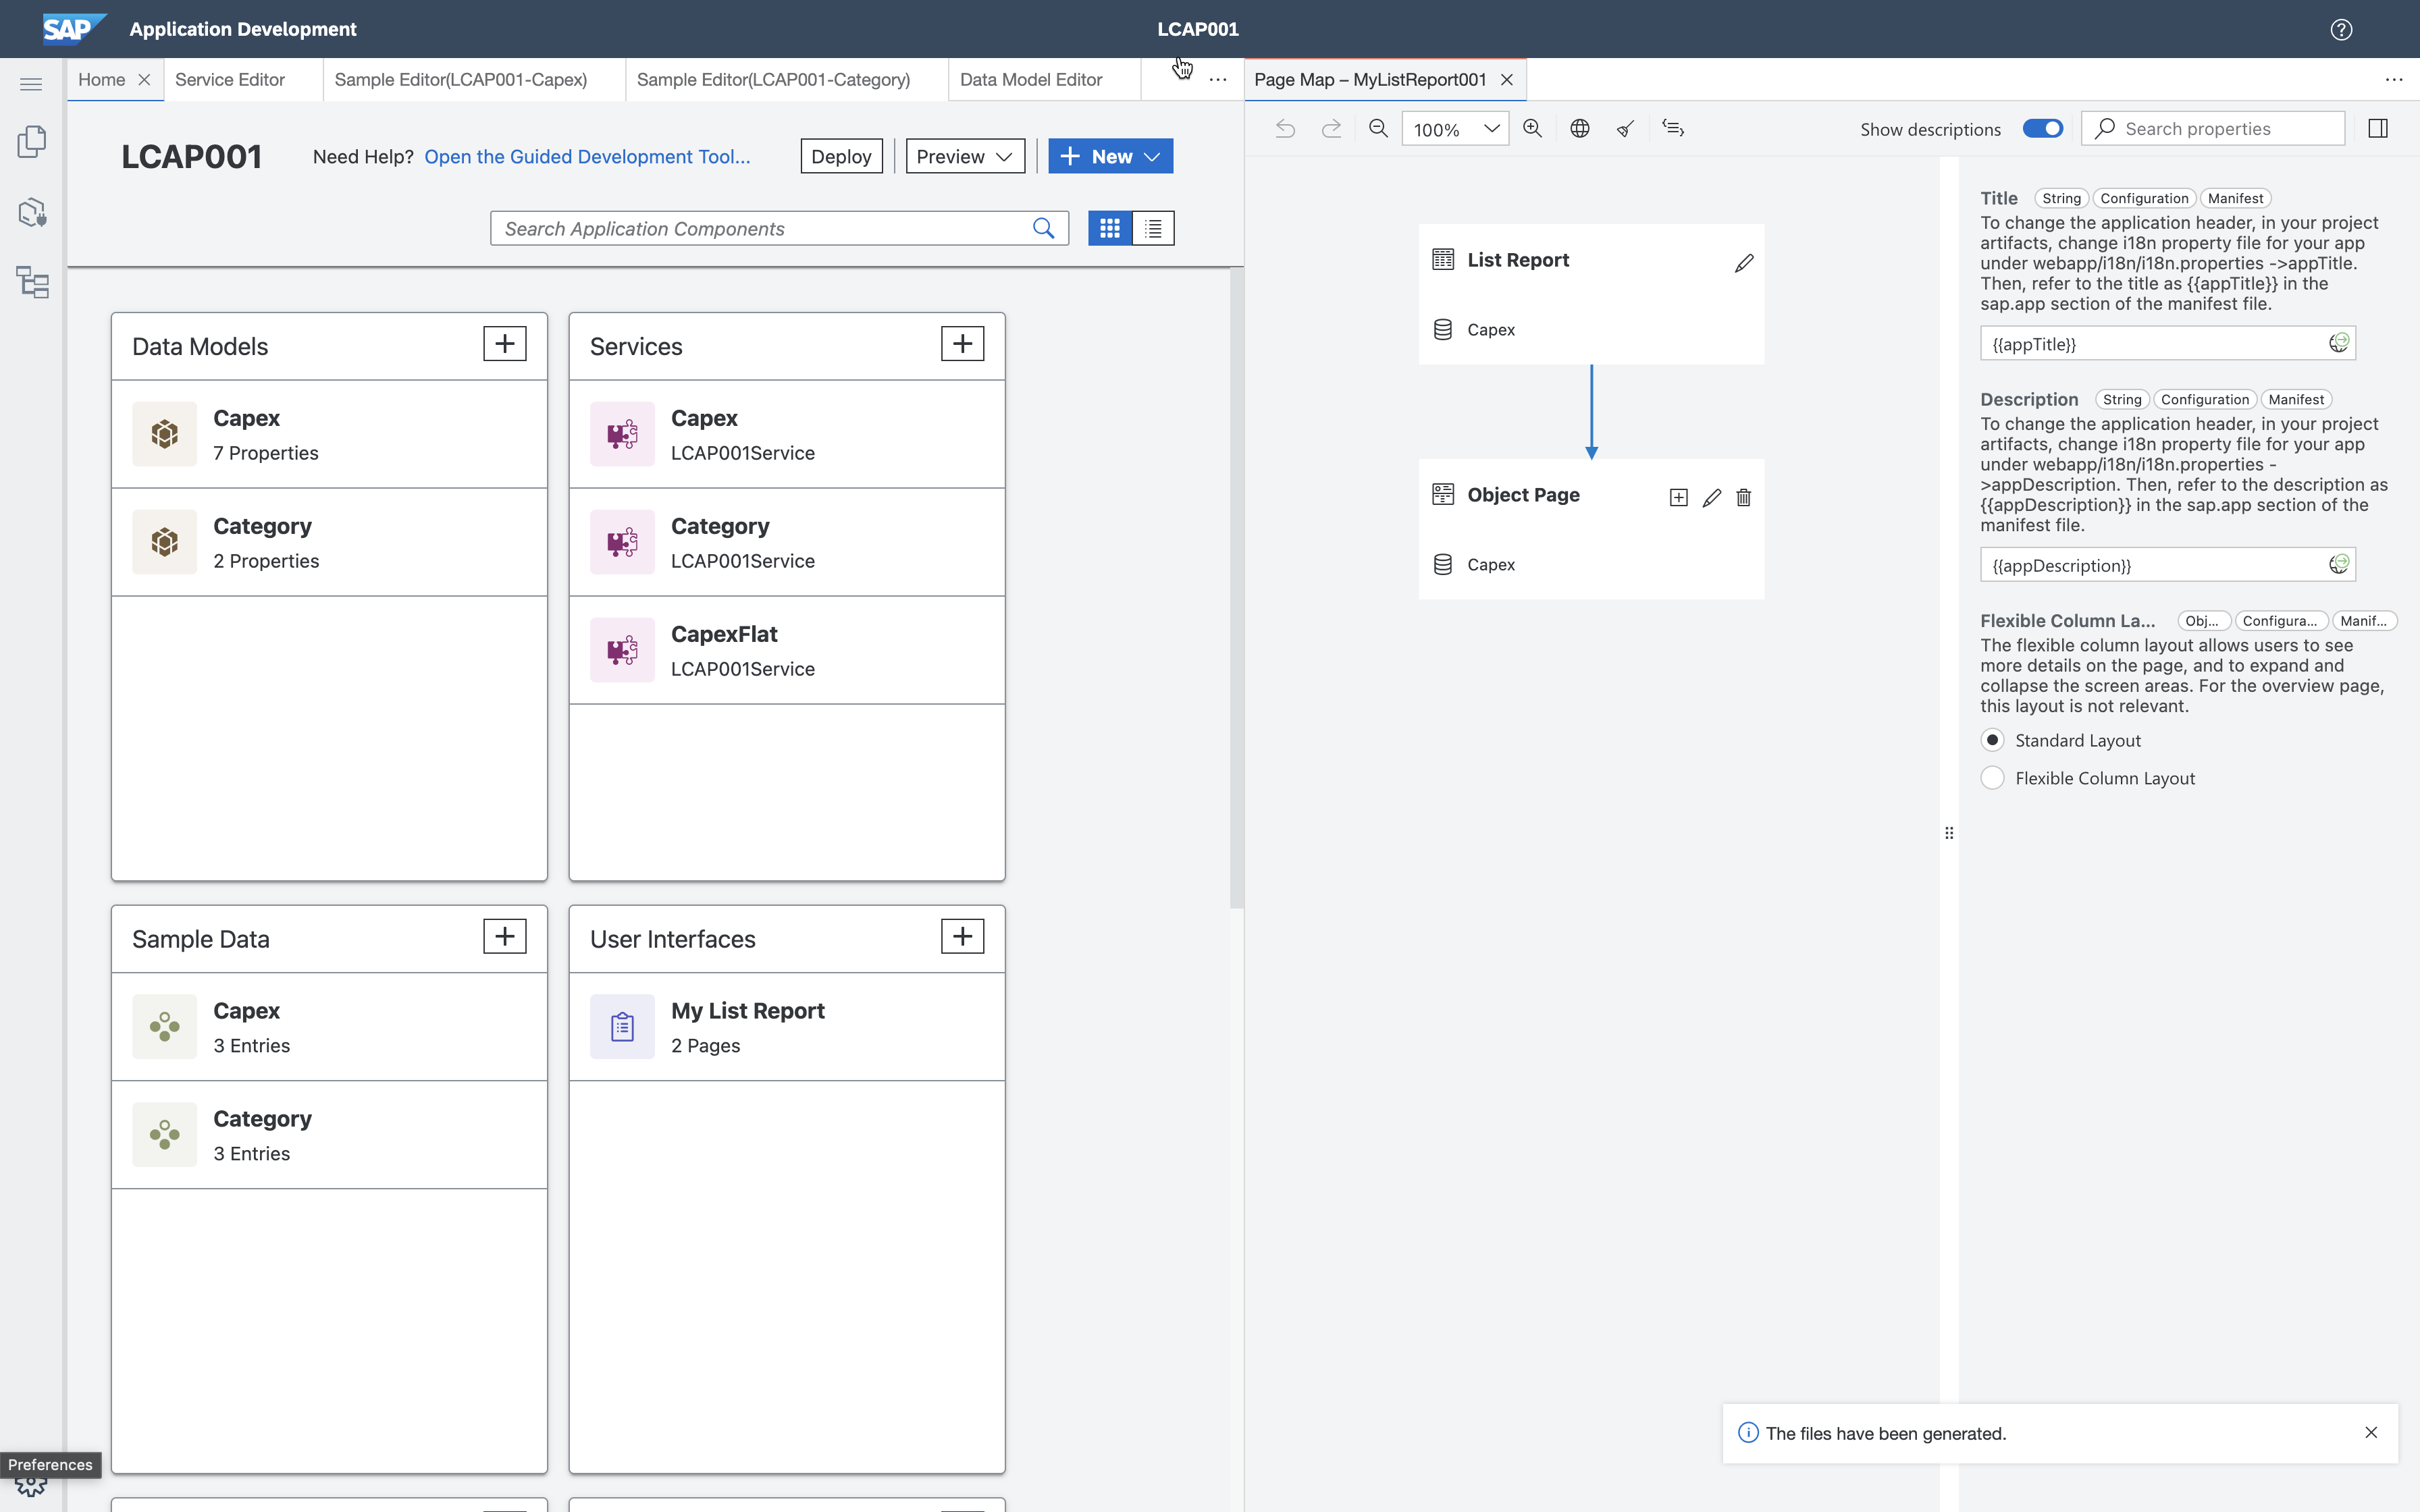 SAP Application Development
LCAP001
Home
Service Editor
Sample Editor(LCAP001-Capex)
Sample Editor(LCAP001-Category)
Data Model Editor
Page Map – MyListReport001
LCAP001
Need Help? Open the Guided Development Tool...
Deploy
Preview
New
Search Application Components
Data Models
Capex
7 Properties
Category
2 Properties
Services
Capex
LCAP001Service
Category
LCAP001Service
CapexFlat
LCAP001Service
Sample Data
Capex
3 Entries
Category
3 Entries
User Interfaces
My List Report
2 Pages
Preferences
100%
Show descriptions
Search properties
List Report
Capex
Object Page
Capex
Title String Configuration Manifest
To change the application header, in your project
artifacts, change i18n property file for your app
under webapp/i18n/i18n.properties ->appTitle.
Then, refer to the title as {{appTitle}} in the
sap.app section of the manifest file.
{{appTitle}}
Description String Configuration Manifest
To change the application header, in your project
artifacts, change i18n property file for your app
under webapp/i18n/i18n.properties -
>appDescription. Then, refer to the description as
{{appDescription}} in the sap.app section of the
manifest file.
{{appDescription}}
Flexible Column La... Obj... Configura... Manif...
The flexible column layout allows users to see
more details on the page, and to expand and
collapse the screen areas. For the overview page,
this layout is not relevant.
Standard Layout
Flexible Column Layout
The files have been generated.